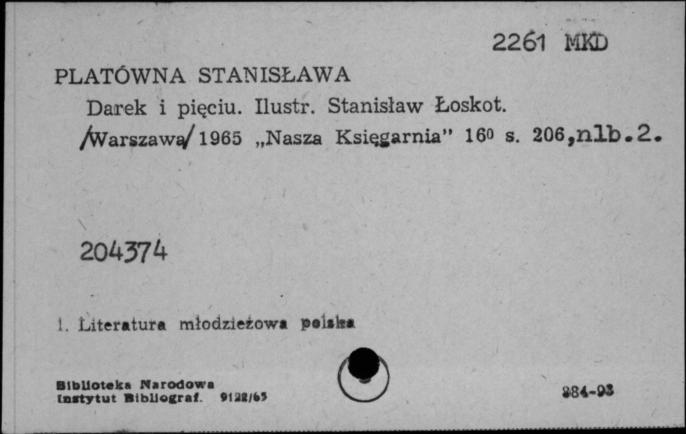 2261 MKD
PLATÓWNA STANISŁAWA
Darek i pięciu. Ilustr. Stanisław Łoskot.
/Warszawa/ 1965 „Nasza Księgarnia” 16⁰ s. 206,nlb.2.
204374
1. Literatura młodzieżowa polska
Biblioteka Narodowa
Instytut Bibliograf. 9122/65
884-93